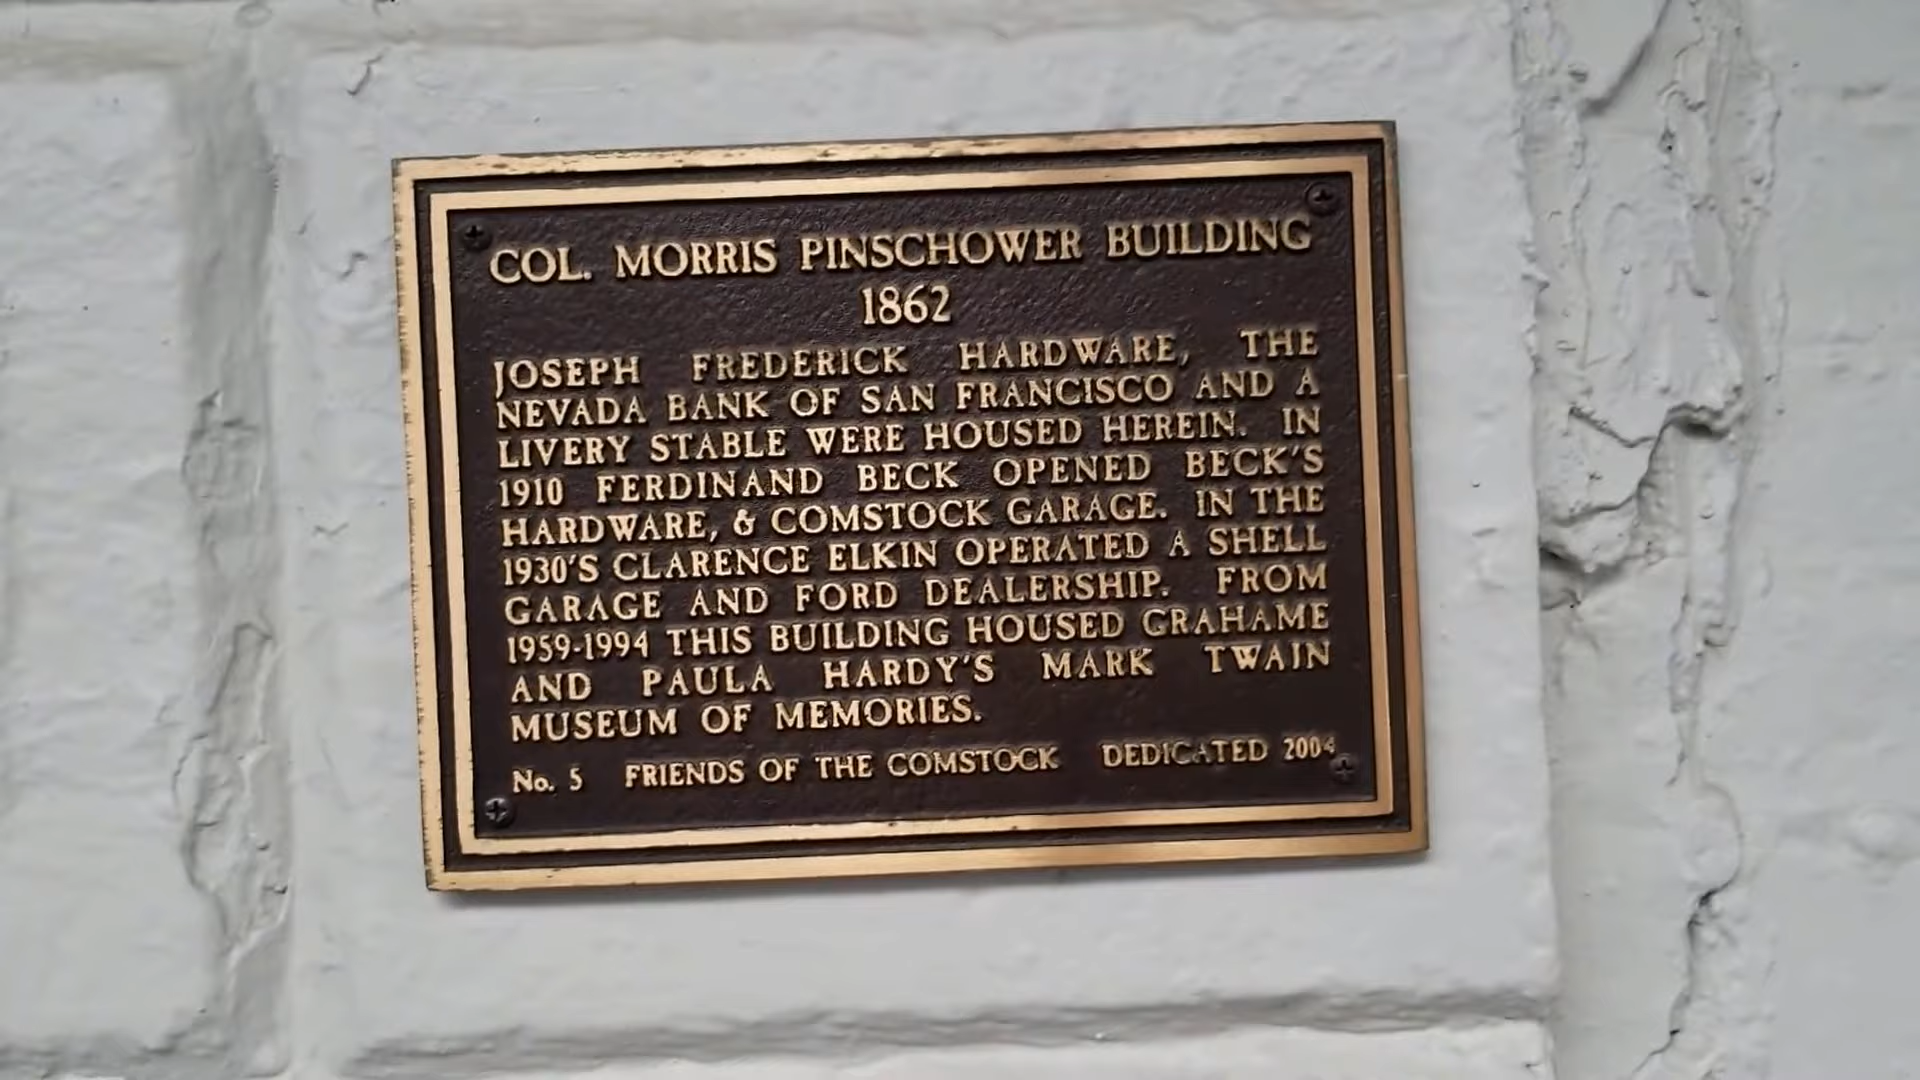 COL. MORRIS PINSCHOWER BUILDING
1862
JOSEPH FREDERICK HARDWARE, THE
NEVADA BANK OF SAN FRANCISCO AND A
LIVERY STABLE WERE HOUSED HEREIN. IN
1910 FERDINAND BECK OPENED BECK'S
HARDWARE, & COMSTOCK GARAGE. IN THE
1930'S CLARENCE ELKIN OPERATED A SHELL
GARAGE AND FORD DEALERSHIP. FROM
1959-1994 THIS BUILDING HOUSED GRAHAME
AND PAULA HARDY'S MARK TWAIN
MUSEUM OF MEMORIES.
No. 5 FRIENDS OF THE COMSTOCK DEDICATED 2004